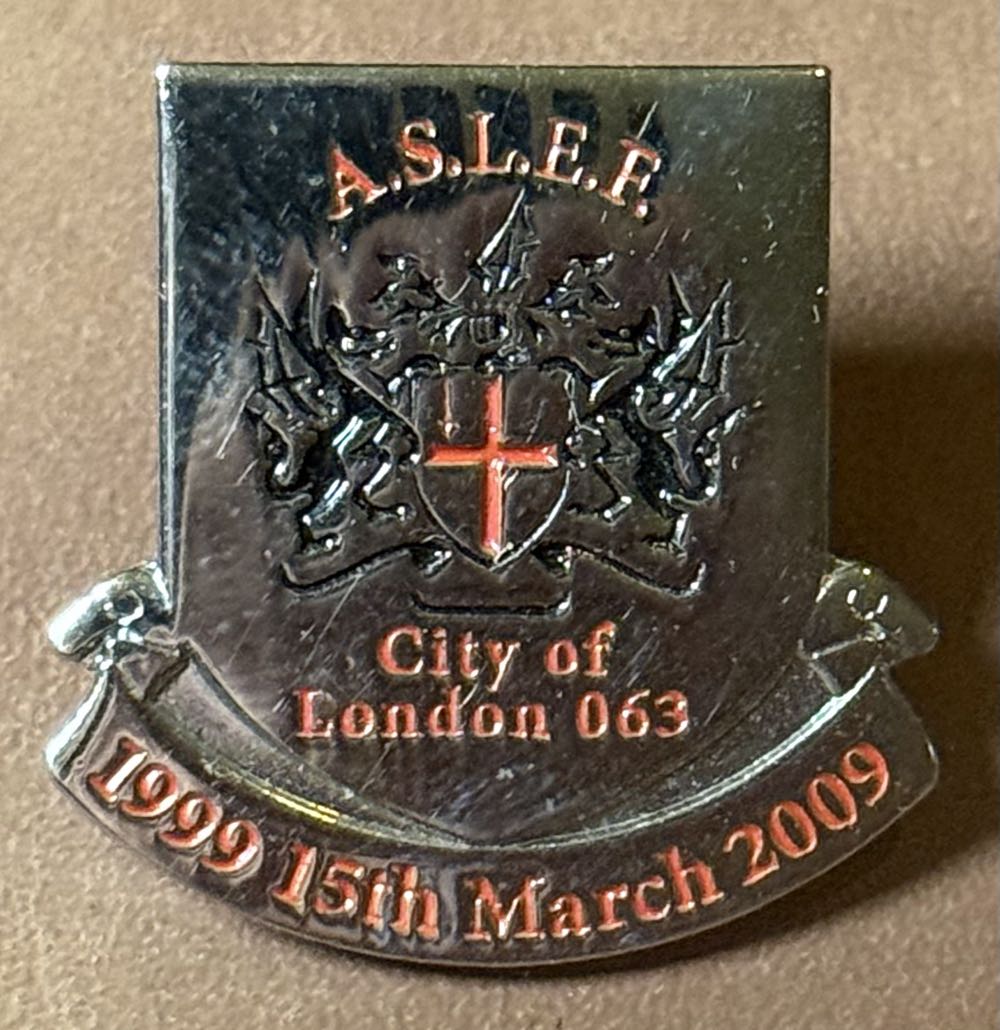 A.S.L.E.F.
City of
London 063
1999 15th March 2009